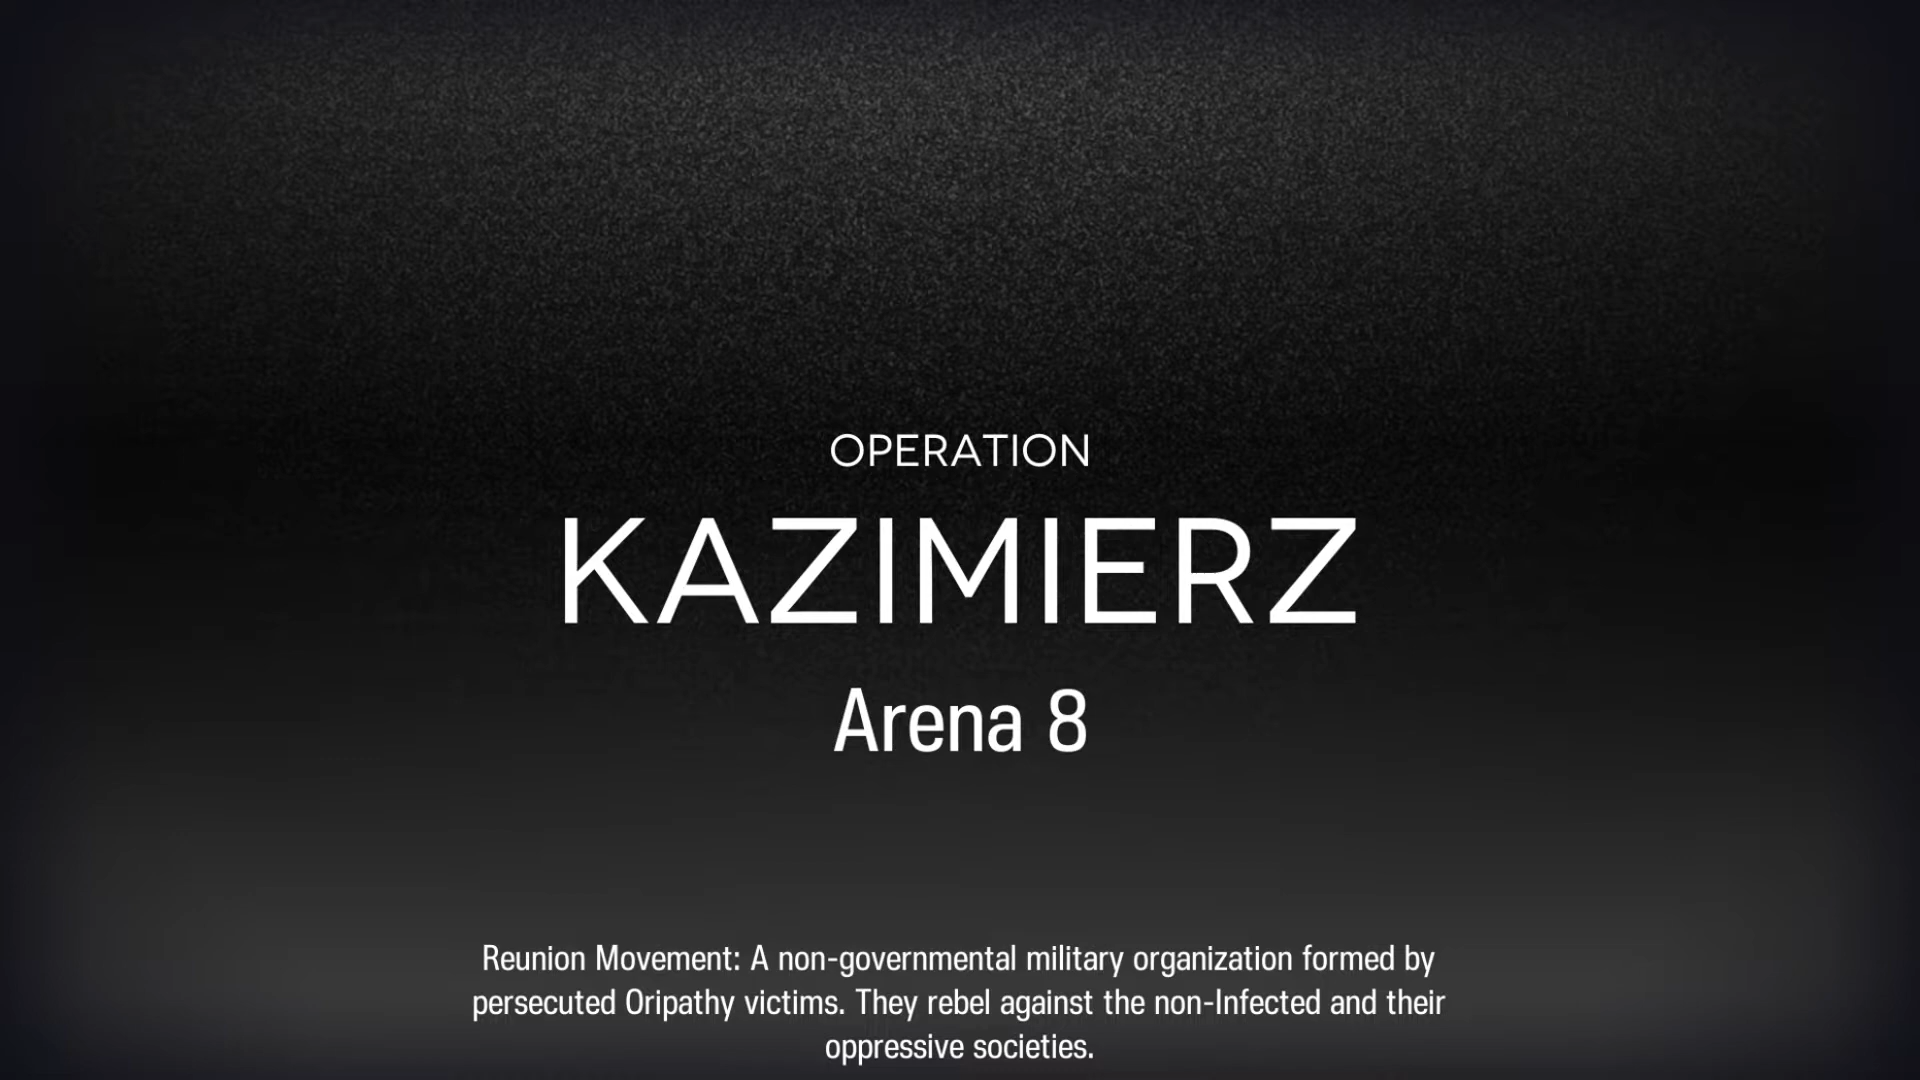 OPERATION
KAZIMIERZ
Arena 8
Reunion Movement: A non-governmental military organization formed by
persecuted Oripathy victims. They rebel against the non-Infected and their
oppressive societies.